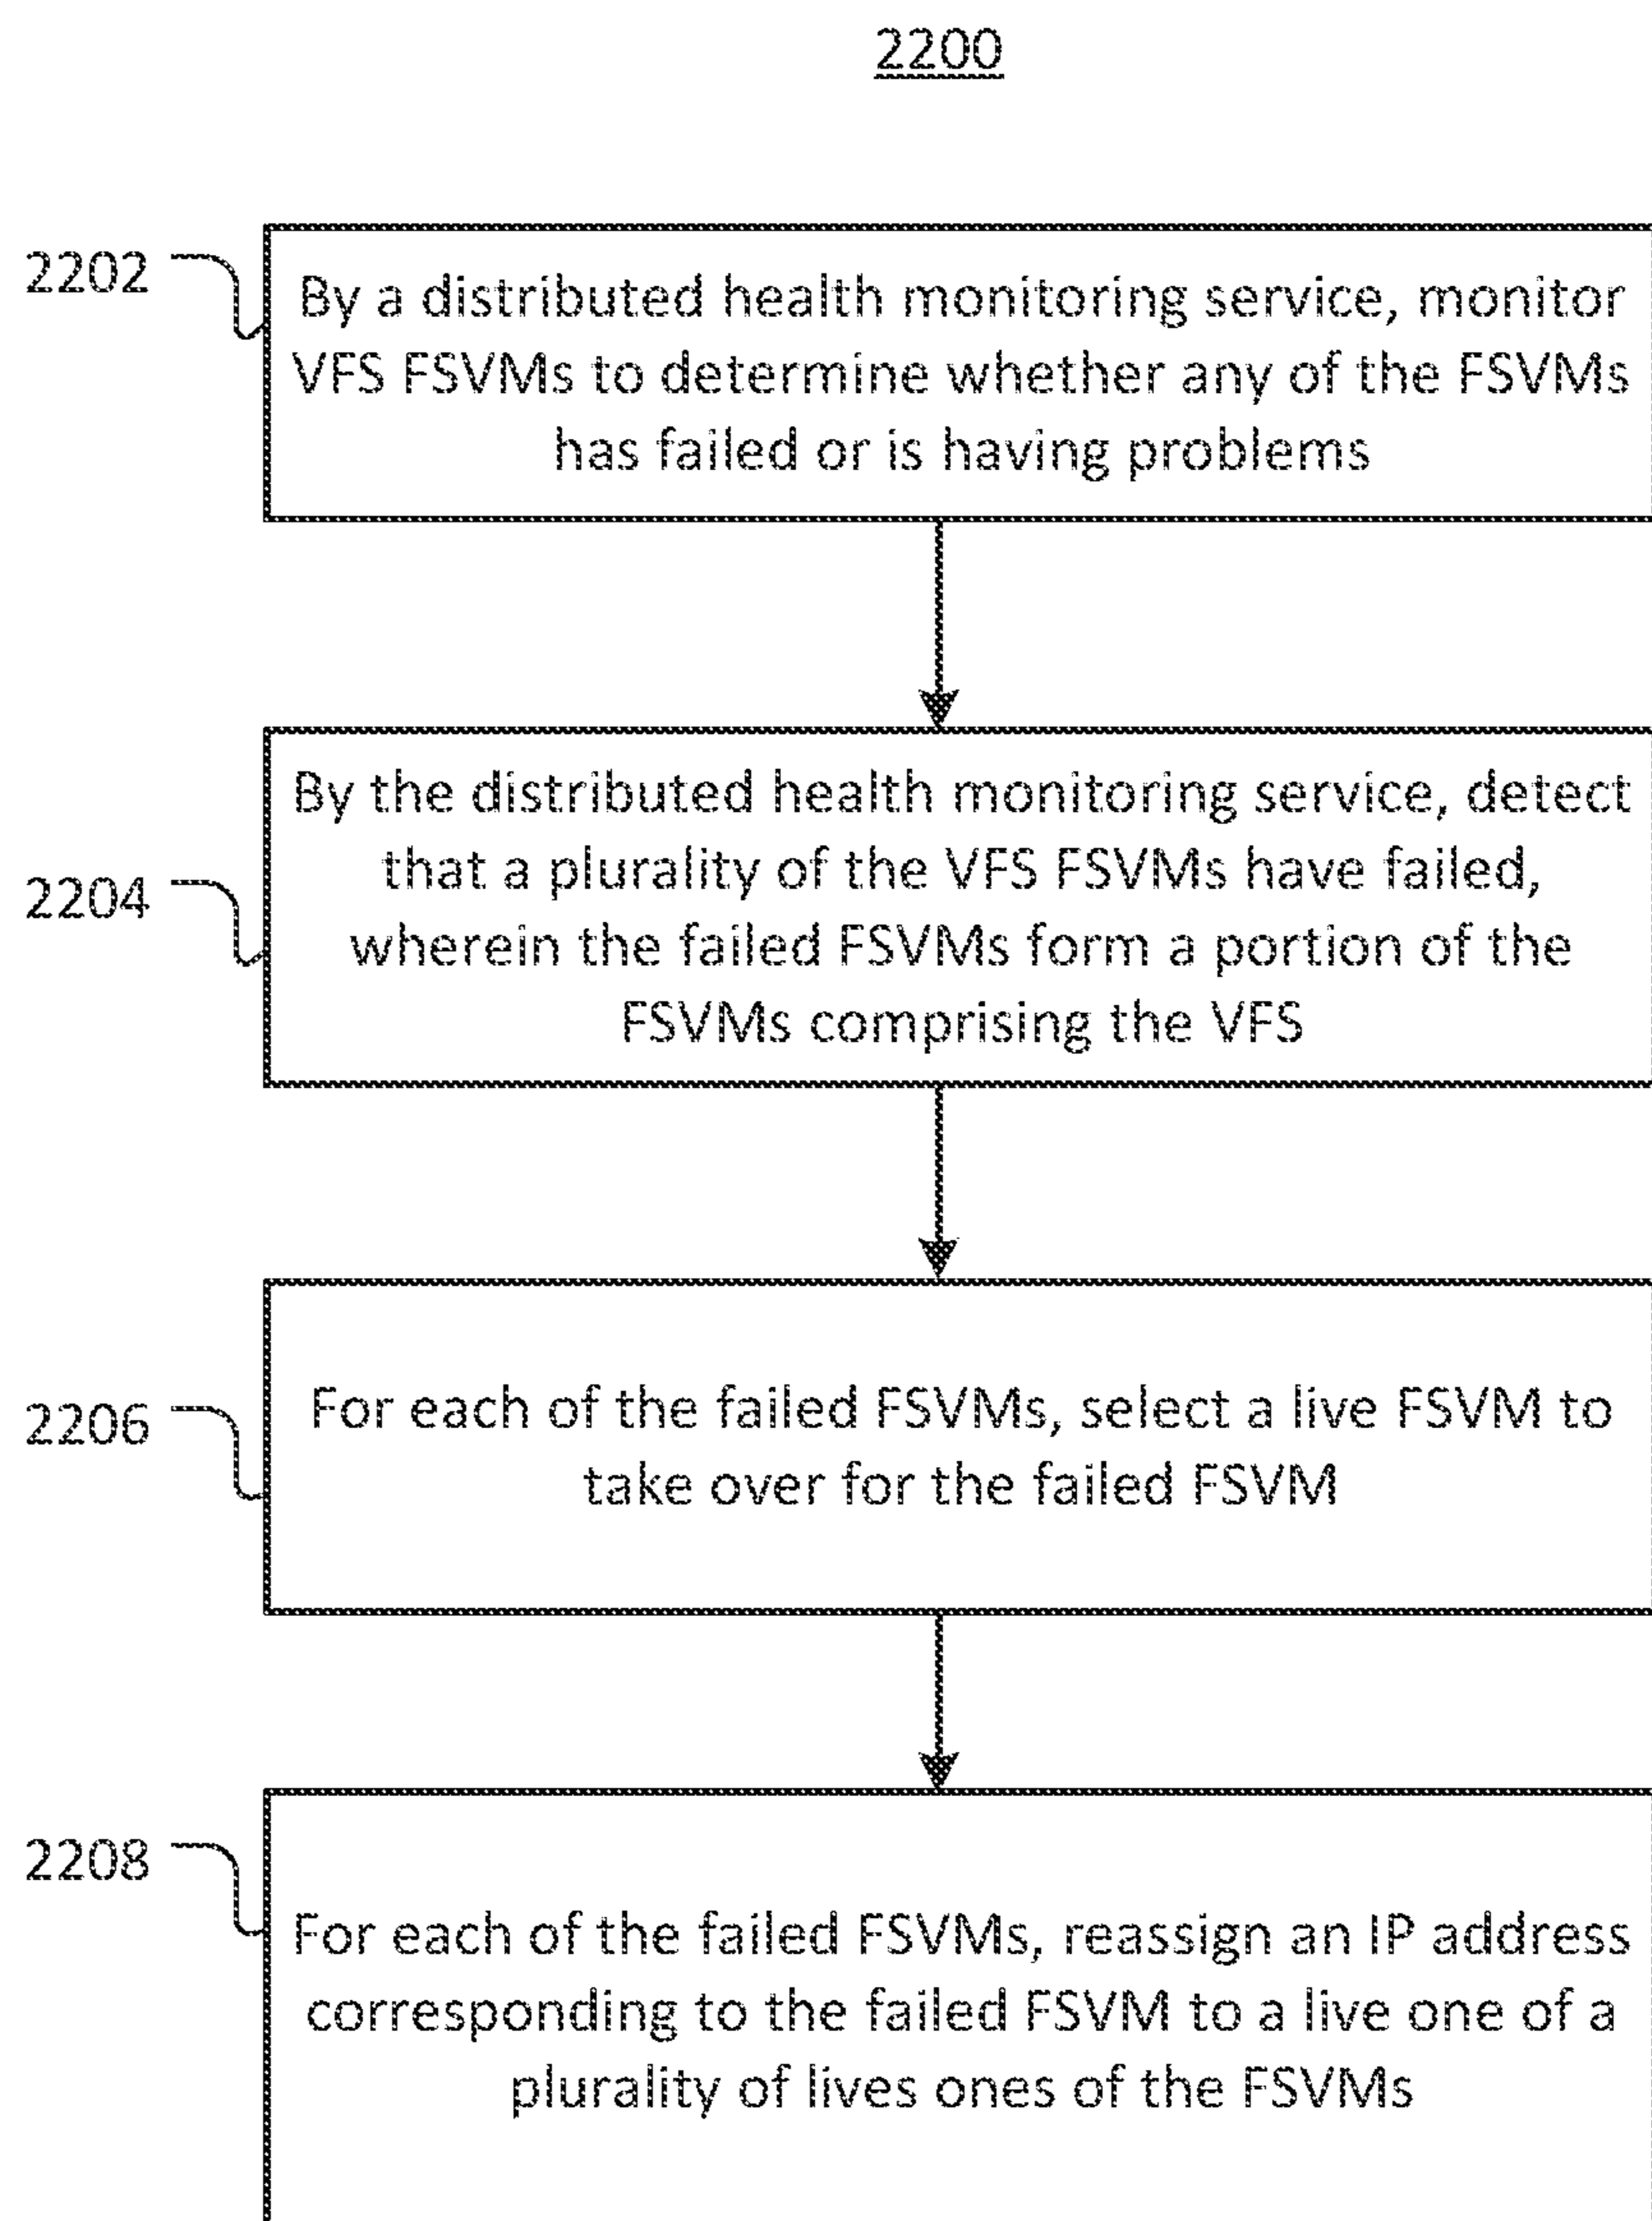 2200
2202
By a distributed health monitoring service, monitor
VFS FSVMs to determine whether any of the FSVMs
has failed or is having problems
2204
By the distributed health monitoring service, detect
that a plurality of the VFS FSVMs have failed,
wherein the failed FSVMs form a portion of the
FSVMs comprising the VFS
2206
For each of the failed FSVMs, select a live FSVM to
take over for the failed FSVM
2208
For each of the failed FSVMs, reassign an IP address
corresponding to the failed FSVM to a live one of a
plurality of lives ones of the FSVMs